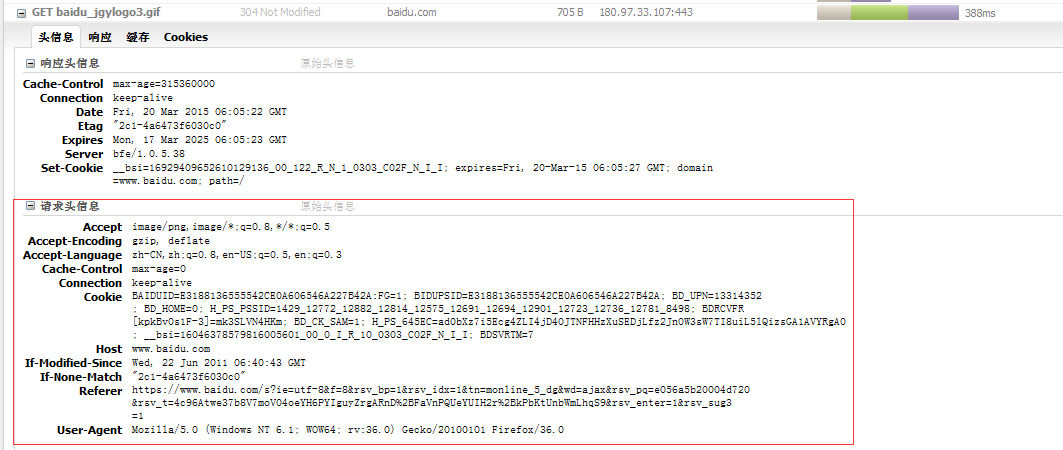 GET baidu_jgylogo3.gif 304 Not Modified baidu.com 705 B 180.97.33.107:443 388ms
头信息 响应 缓存 Cookies
响应头信息 原始头信息
Cache-Control max-age=315360000
Connection keep-alive
Date Fri, 20 Mar 2015 06:05:22 GMT
Etag "2c1-4a6473f6030c0"
Expires Mon, 17 Mar 2025 06:05:23 GMT
Server bfe/1.0.5.38
Set-Cookie __bsi=16929409652610129136_00_122_R_N_1_0303_C02F_N_I_I; expires=Fri, 20-Mar-15 06:05:27 GMT; domain
=www.baidu.com; path=/
请求头信息 原始头信息
Accept image/png,image/*;q=0.8,*/*;q=0.5
Accept-Encoding gzip, deflate
Accept-Language zh-CN,zh;q=0.8,en-US;q=0.5,en;q=0.3
Cache-Control max-age=0
Connection keep-alive
Cookie BAIDUID=E3188136555542CE0A606546A227B42A:FG=1; BIDUPSID=E3188136555542CE0A606546A227B42A; BD_UPN=13314352
; BD_HOME=0; H_PS_PSSID=1429_12772_12882_12814_12575_12691_12694_12901_12723_12736_12781_8498; BDRCVFR
[kpkBv0s1F-3]=mk3SLVN4HKm; BD_CK_SAM=1; H_PS_645EC=ad0bXz7i5Ecg4ZLI4jD4OJTNFHHzXuSEDjLfz2Jn0W3sW7TI8uiL5lQizsGA1AVYRgA0
; __bsi=16046378579816005601_00_0_I_R_10_0303_C02F_N_I_I; BDSVRTM=7
Host www.baidu.com
If-Modified-Since Wed, 22 Jun 2011 06:40:43 GMT
If-None-Match "2c1-4a6473f6030c0"
Referer https://www.baidu.com/s?ie=utf-8&f=8&rsv_bp=1&rsv_idx=1&tn=monline_5_dg&wd=ajax&rsv_pq=e056a5b20004d720
&rsv_t=4c96Atwe37b8V7moV04oeYH6PYIguyZrgARnD%2BFaVnPQUeYUIH2r%2BkPbKtUnbWmLhqS9&rsv_enter=1&rsv_sug3
=1
User-Agent Mozilla/5.0 (Windows NT 6.1; WOW64; rv:36.0) Gecko/20100101 Firefox/36.0